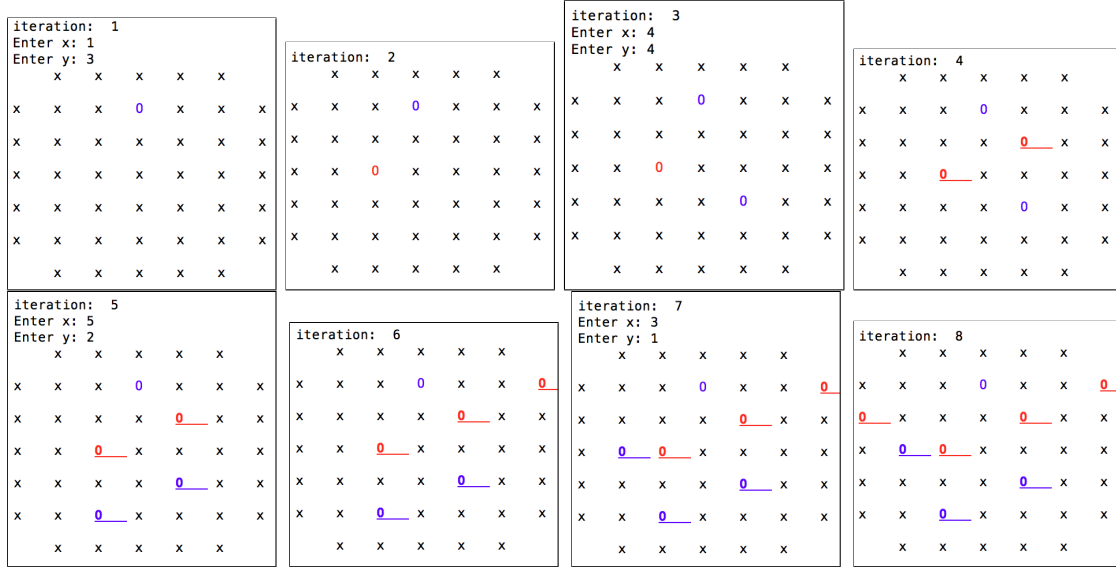 iteration: 1
Enter x: 1
Enter y: 3
x x x x x
x x x 0 x x x
x x x x x x x
x x x x x x x
x x x x x x x
x x x x x x x
x x x x x
iteration: 2
x x x x x
x x x 0 x x x
x x x x x x x
x x 0 x x x x
x x x x x x x
x x x x x x x
x x x x x
iteration: 3
Enter x: 4
Enter y: 4
x x x x x
x x x 0 x x x
x x x x x x x
x x 0 x x x x
x x x x 0 x x
x x x x x x x
x x x x x
iteration: 4
x x x x x
x x x 0 x x x
x x x x 0 x x
x x 0 x x x x
x x x x 0 x x
x x x x x x x
x x x x x
iteration: 5
Enter x: 5
Enter y: 2
x x x x x
x x x 0 x x x
x x x x 0 x x
x x 0 x x x x
x x x x 0 x x
x x 0 x x x x
x x x x x
iteration: 6
x x x x x
x x x 0 x x 0
x x x x 0 x x
x x 0 x x x x
x x x x 0 x x
x x 0 x x x x
x x x x x
iteration: 7
Enter x: 3
Enter y: 1
x x x x x
x x x 0 x x 0
x x x x 0 x x
x 0 0 x x x x
x x x x 0 x x
x x 0 x x x x
x x x x x
iteration: 8
x x x x x
x x x 0 x x 0
0 x x x 0 x x
x 0 0 x x x x
x x x x 0 x x
x x 0 x x x x
x x x x x